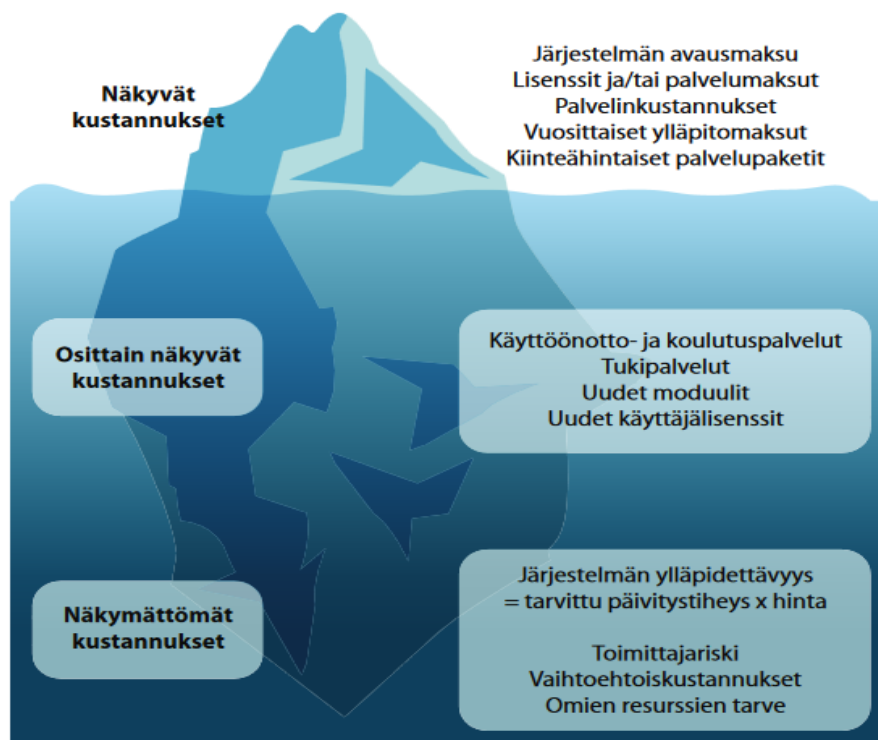 Näkyvät
kustannukset
Järjestelmän avausmaksu
Lisenssit ja/tai palvelumaksut
Palvelinkustannukset
Vuosittaiset ylläpitomaksut
Kiinteähintaiset palvelupaketit
Osittain näkyvät
kustannukset
Käyttöönotto- ja koulutuspalvelut
Tukipalvelut
Uudet moduulit
Uudet käyttäjälisenssit
Näkymättömät
kustannukset
Järjestelmän ylläpidettävyys
= tarvittu päivitystiheys x hinta
Toimittajariski
Vaihtoehtoiskustannukset
Omien resurssien tarve